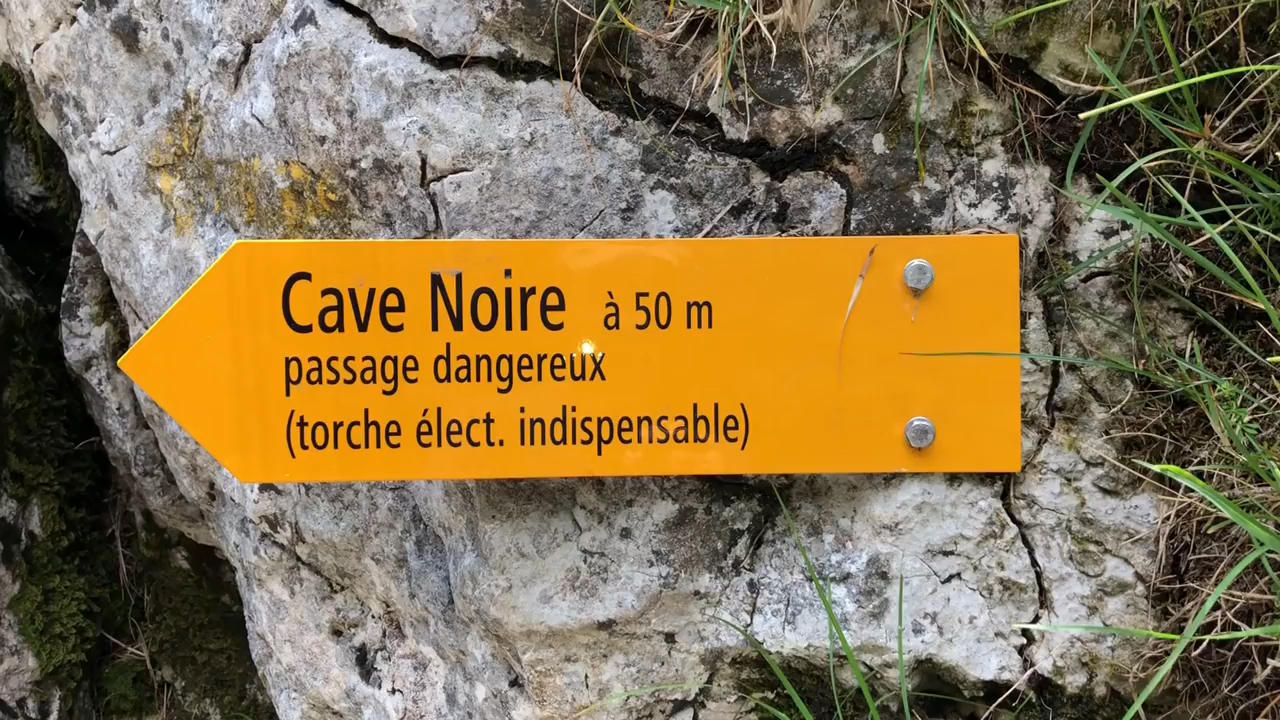 Cave Noire à 50 m
passage dangereux
(torche élect. indispensable)